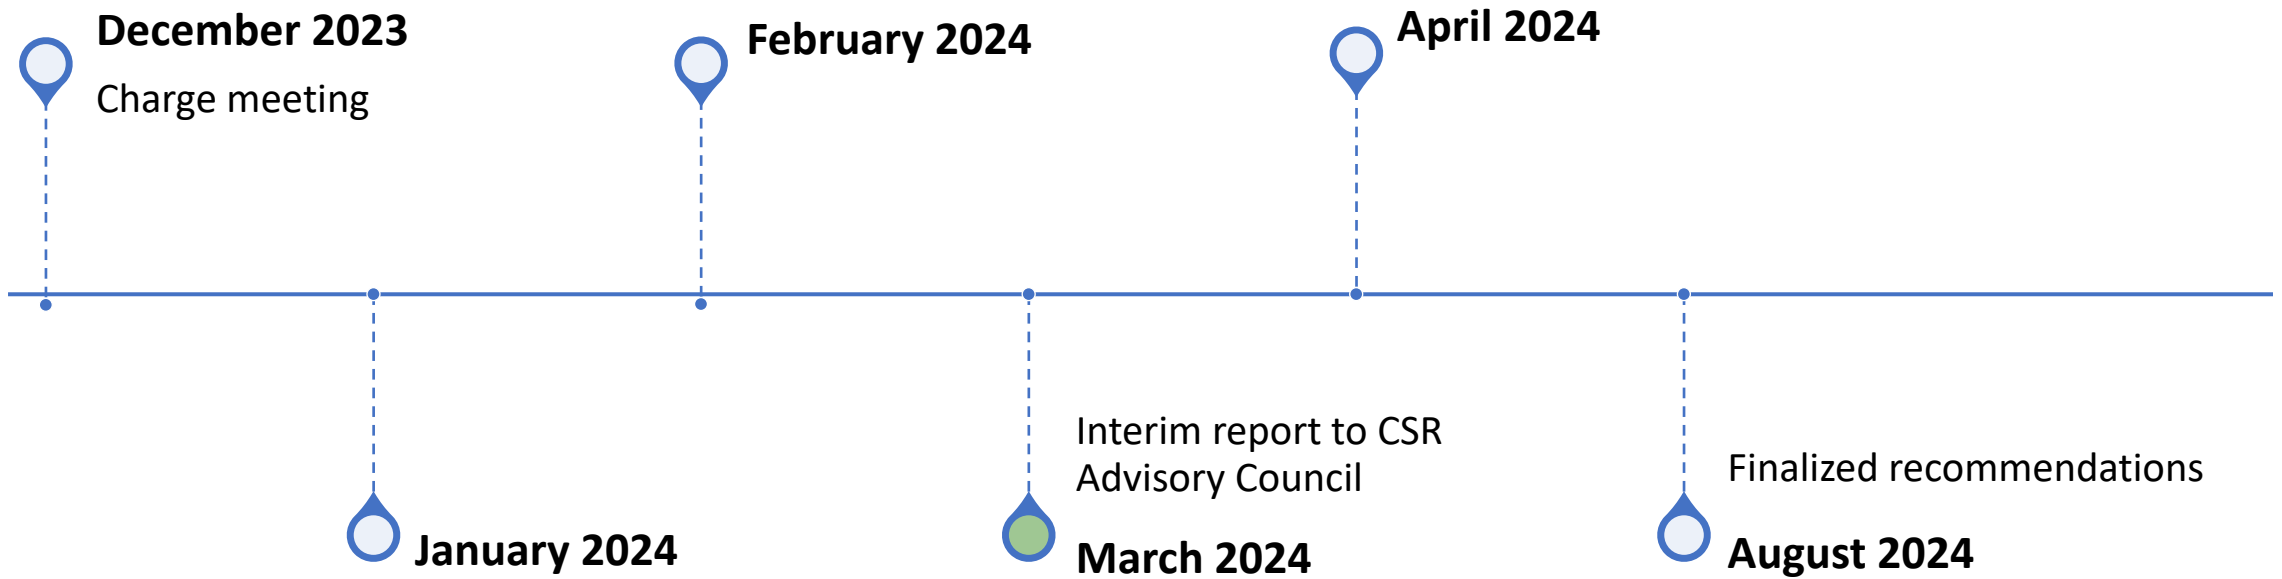 December 2023
Charge meeting
January 2024
February 2024
Interim report to CSR
Advisory Council
March 2024
April 2024
Finalized recommendations
August 2024